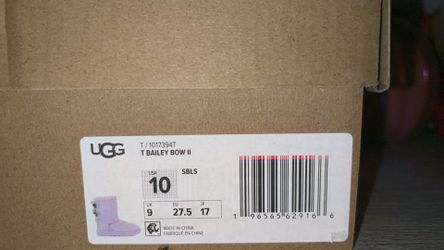 UGG
T / 1017394T
T BAILEY BOW II
USA
10
SBLS
UK EU JP
9 27.5 17
MADE IN CHINA
FABRIQUÉ EN CHINE
1 96565 62916 6